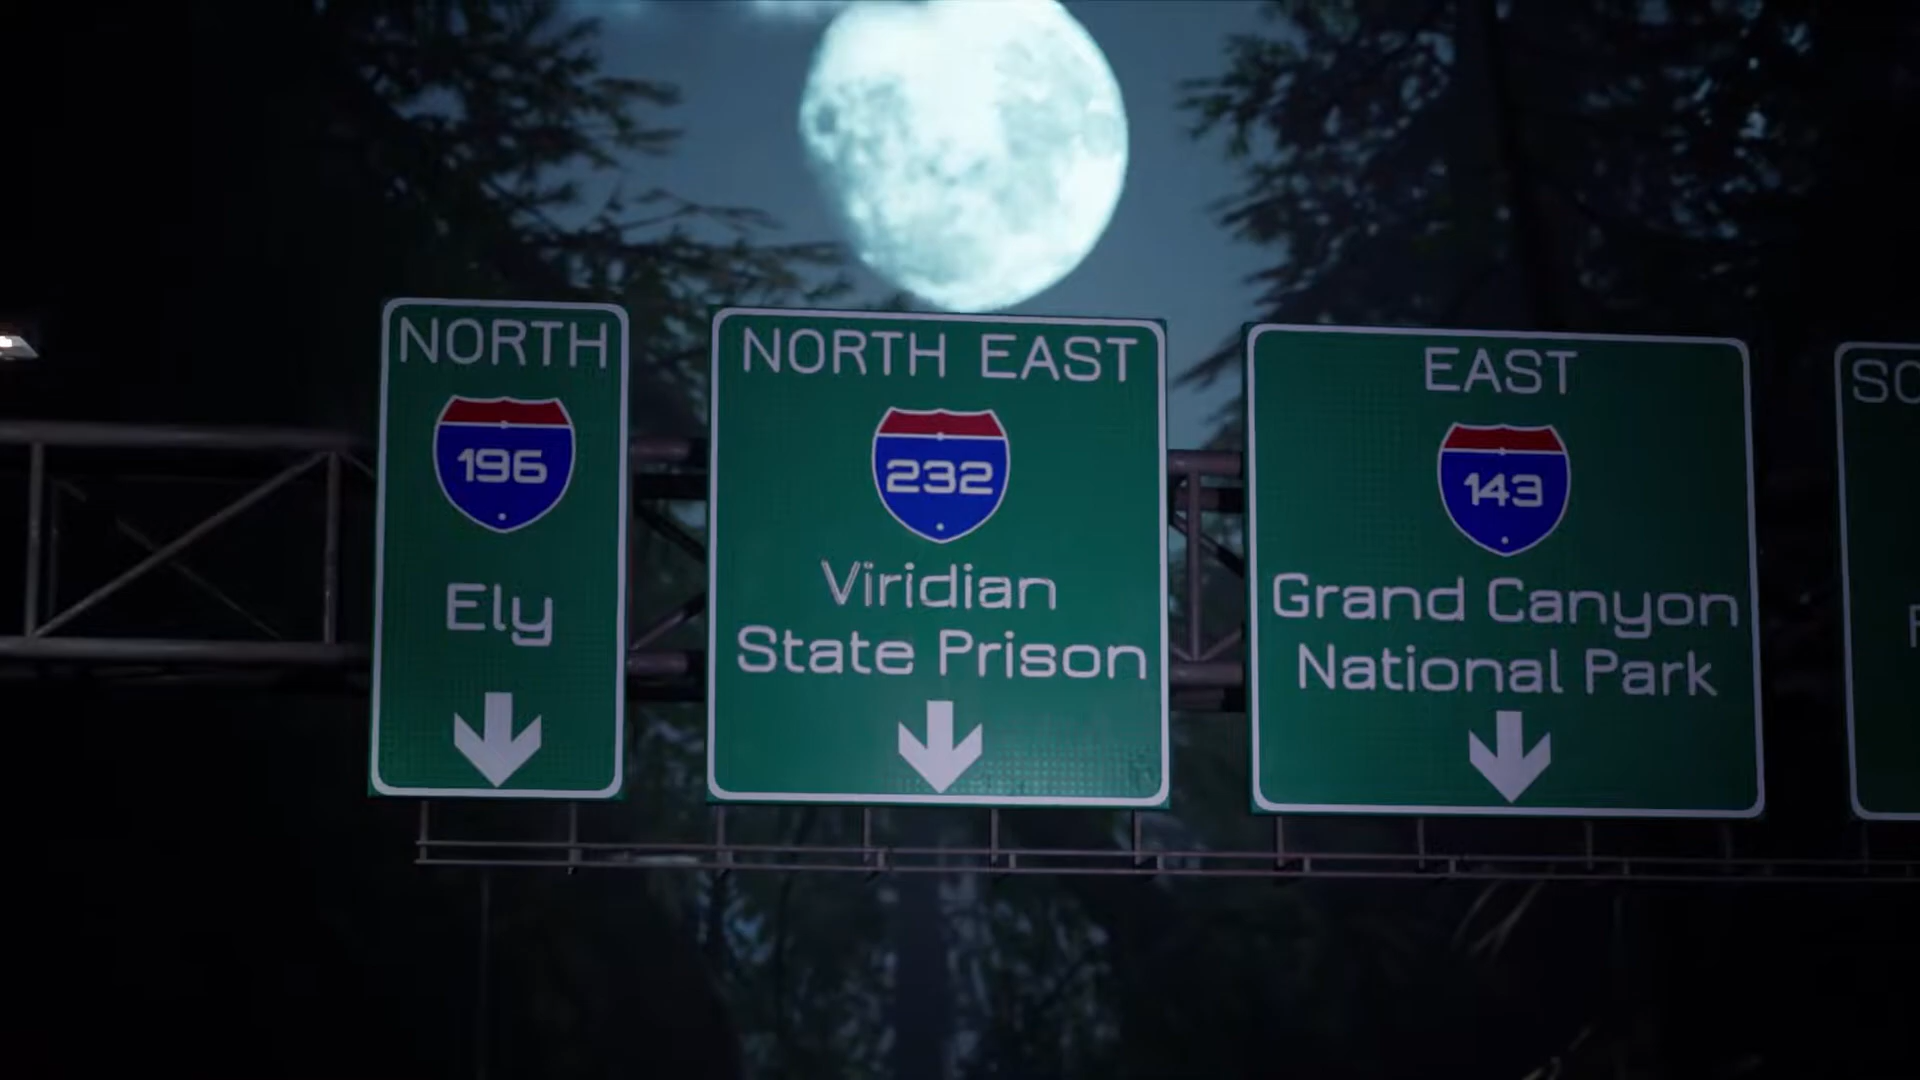 NORTH
196
Ely
NORTH EAST
232
Viridian
State Prison
EAST
143
Grand Canyon
National Park